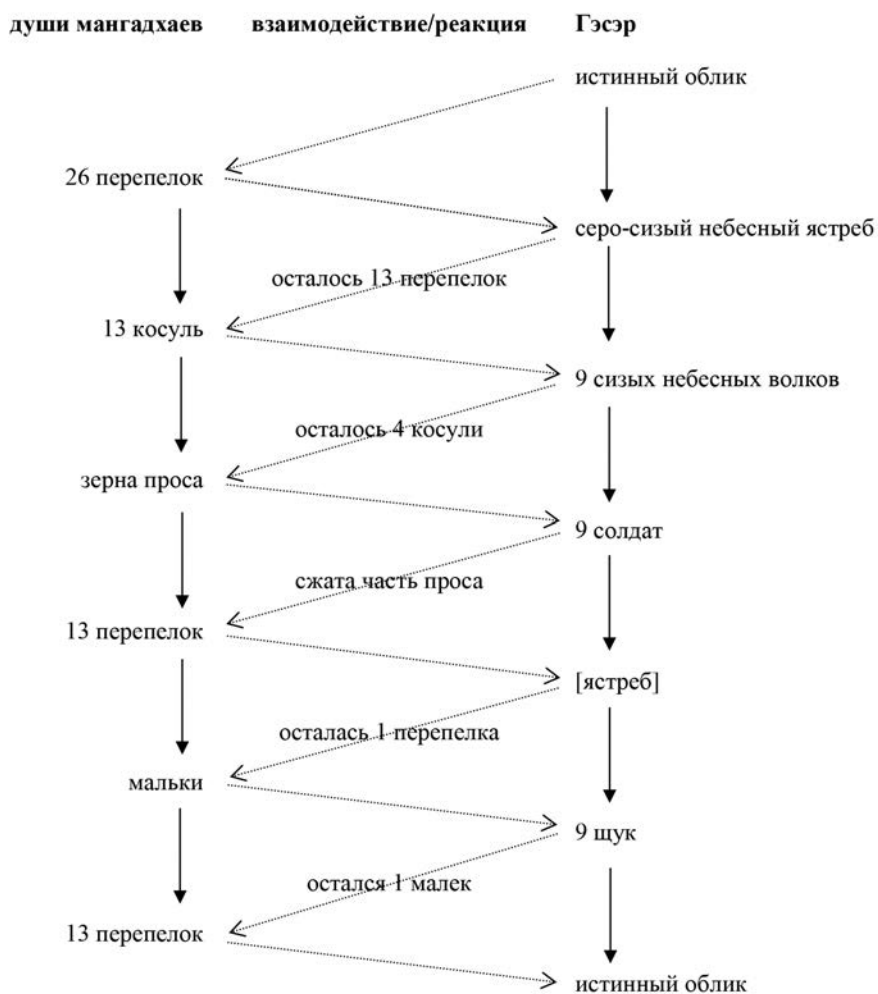 души мангадхаев взаимодействие/реакция Гэсэр
истинный облик
26 перепелок
серо-сизый небесный ястреб
осталось 13 перепелок
13 косуль
9 сизых небесных волков
осталось 4 косули
зерна проса
9 солдат
сжата часть проса
13 перепелок
[ястреб]
осталась 1 перепелка
мальки
9 щук
остался 1 малек
13 перепелок
истинный облик